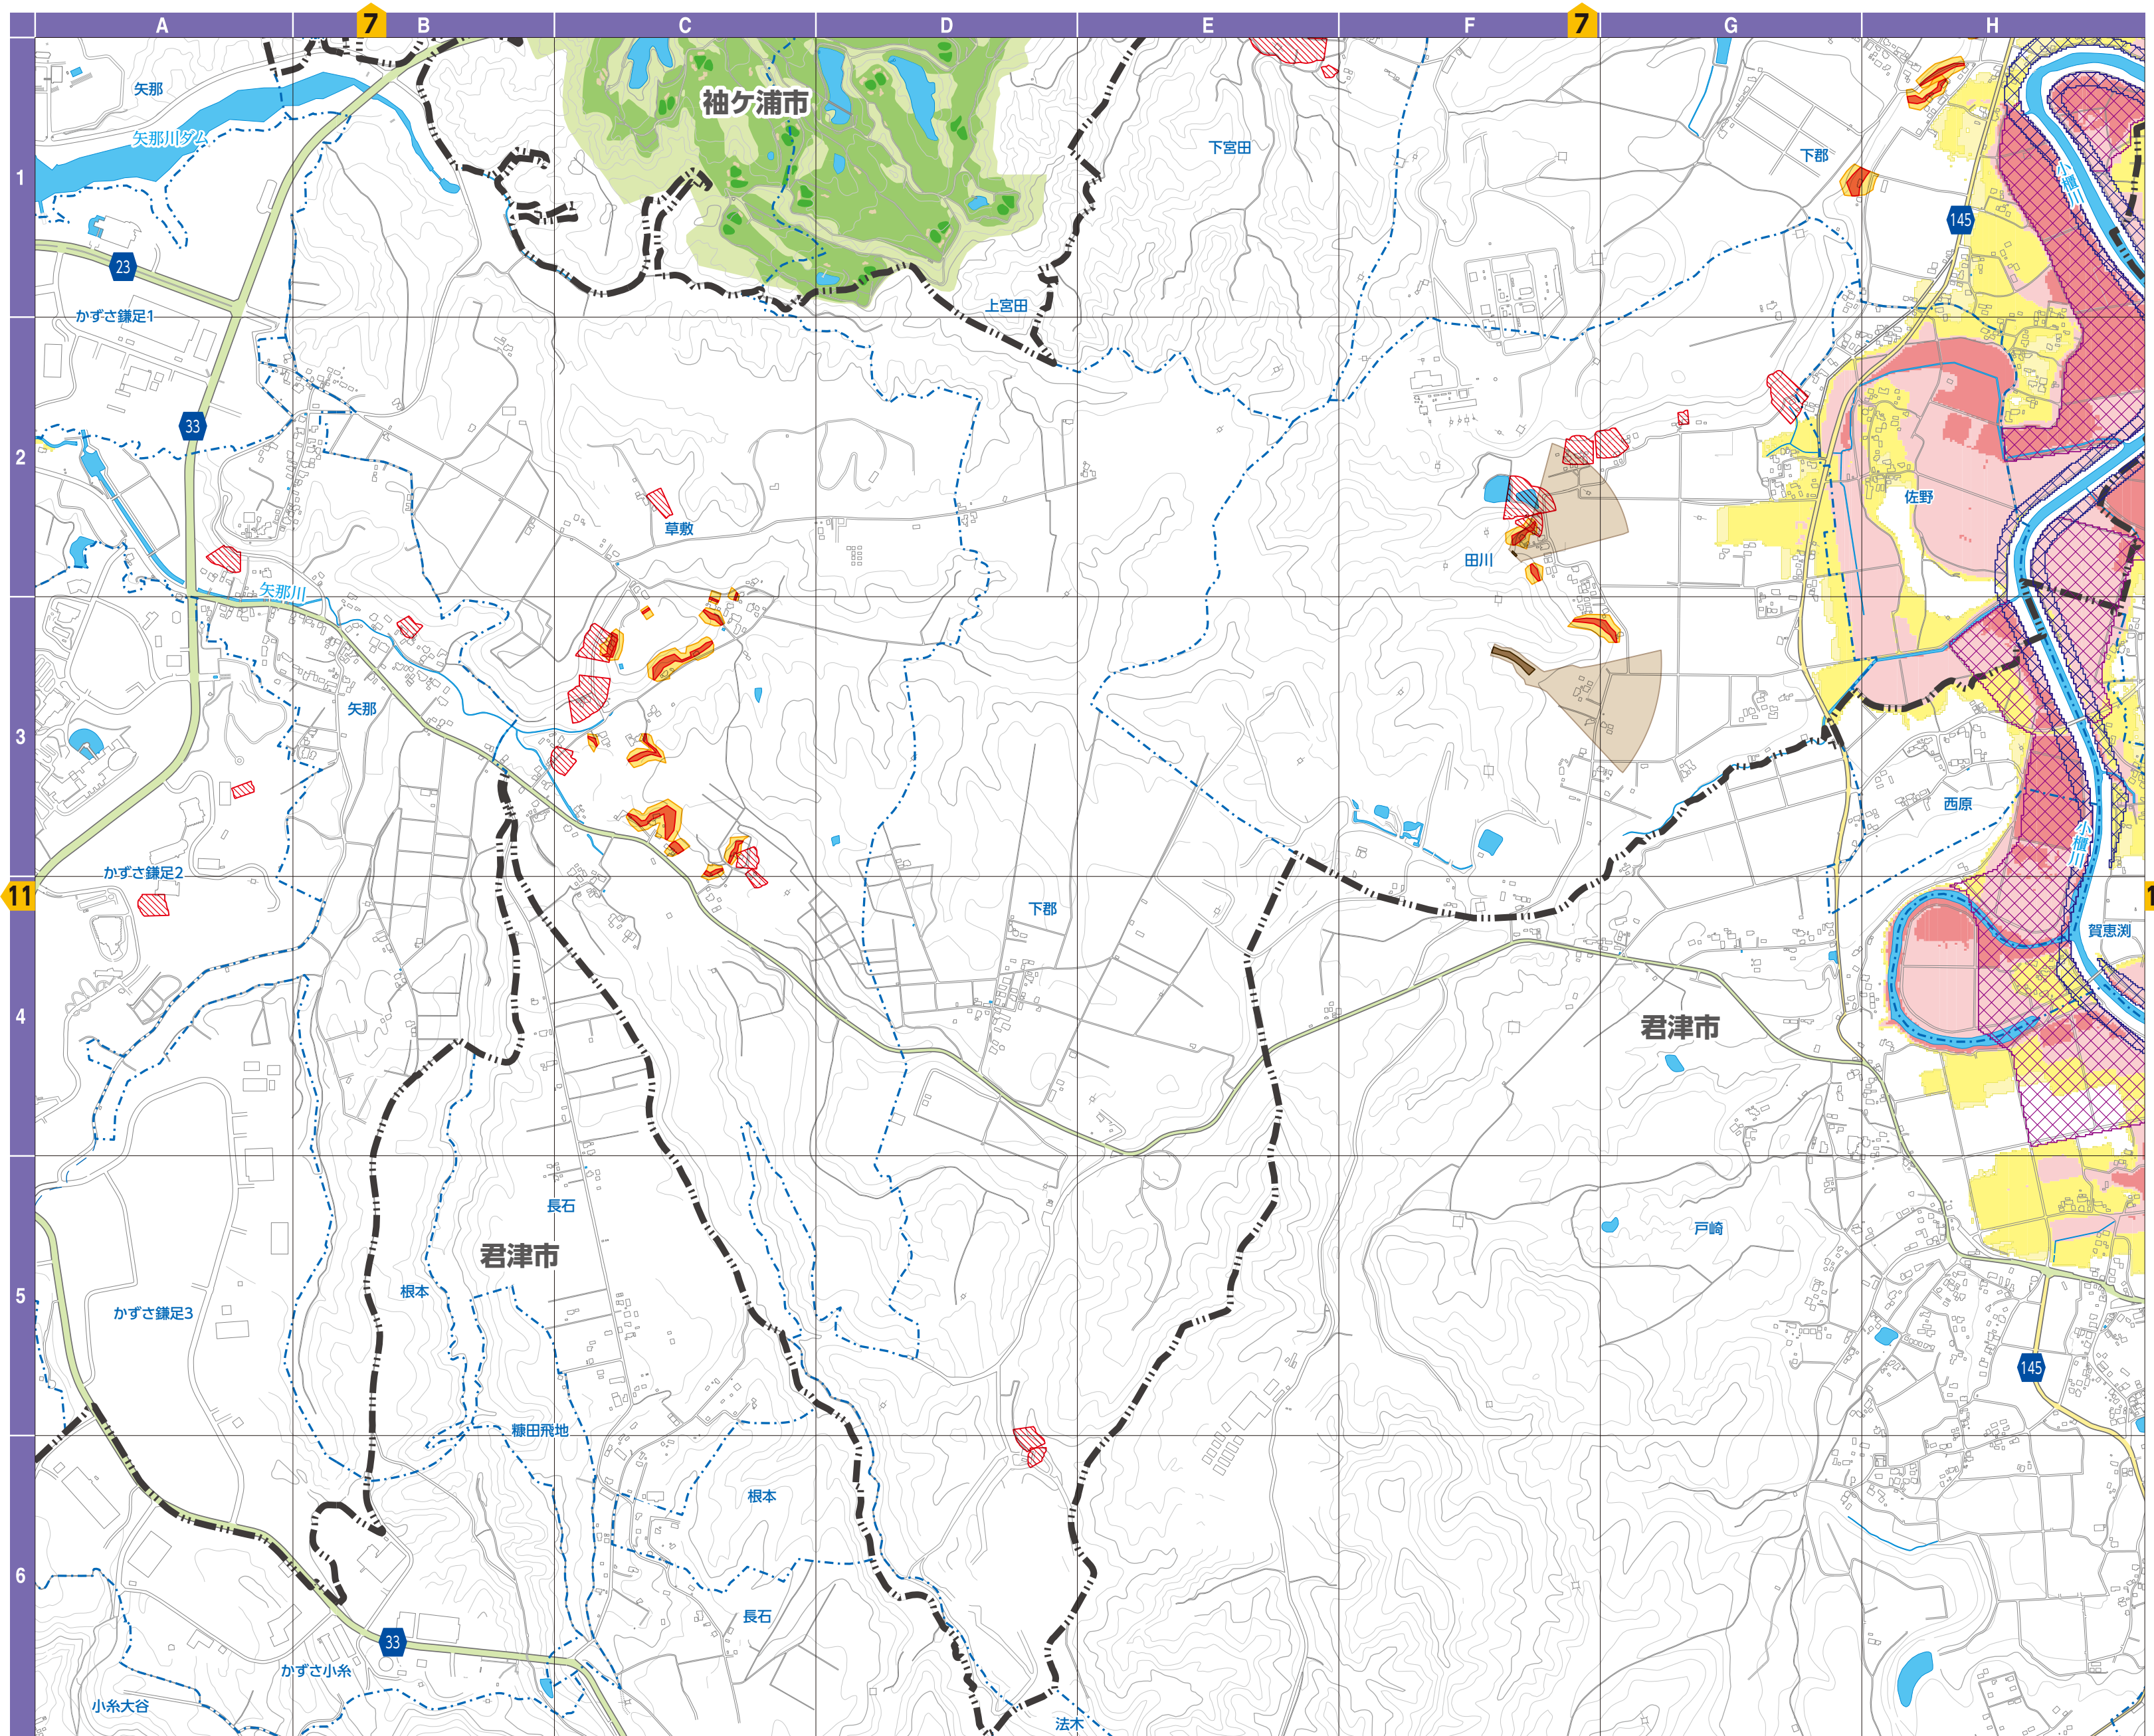 7
7
A
B
C
D
E
F
G
H
矢那
矢那川ダム
袖ケ浦市
下宮田
下郡
小櫃川
1
145
23
上宮田
かずさ鎌足1
33
2
草敷
佐野
田川
矢那川
矢那
3
西原
小櫃川
かずさ鎌足2
11
下郡
賀恵渕
1
4
君津市
長石
戸崎
君津市
根本
5
かずさ鎌足3
145
糠田飛地
根本
6
長石
33
かずさ小糸
小糸大谷
法木